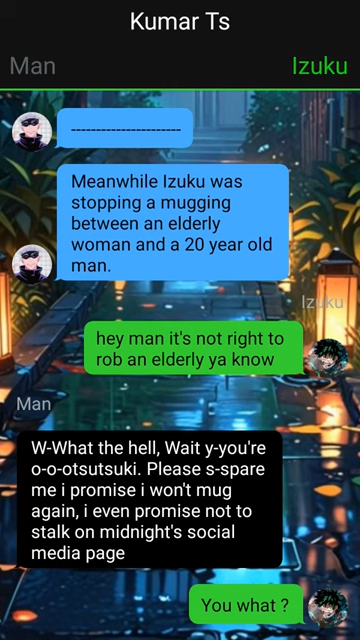 Kumar Ts
Man
Izuku
----------------------
Meanwhile Izuku was
stopping a mugging
between an elderly
woman and a 20 year old
man.
Izuku
hey man it's not right to
rob an elderly ya know
Man
W-What the hell, Wait y-you're
o-o-otsutsuki. Please s-spare
me i promise i won't mug
again, i even promise not to
stalk on midnight's social
media page
You what ?